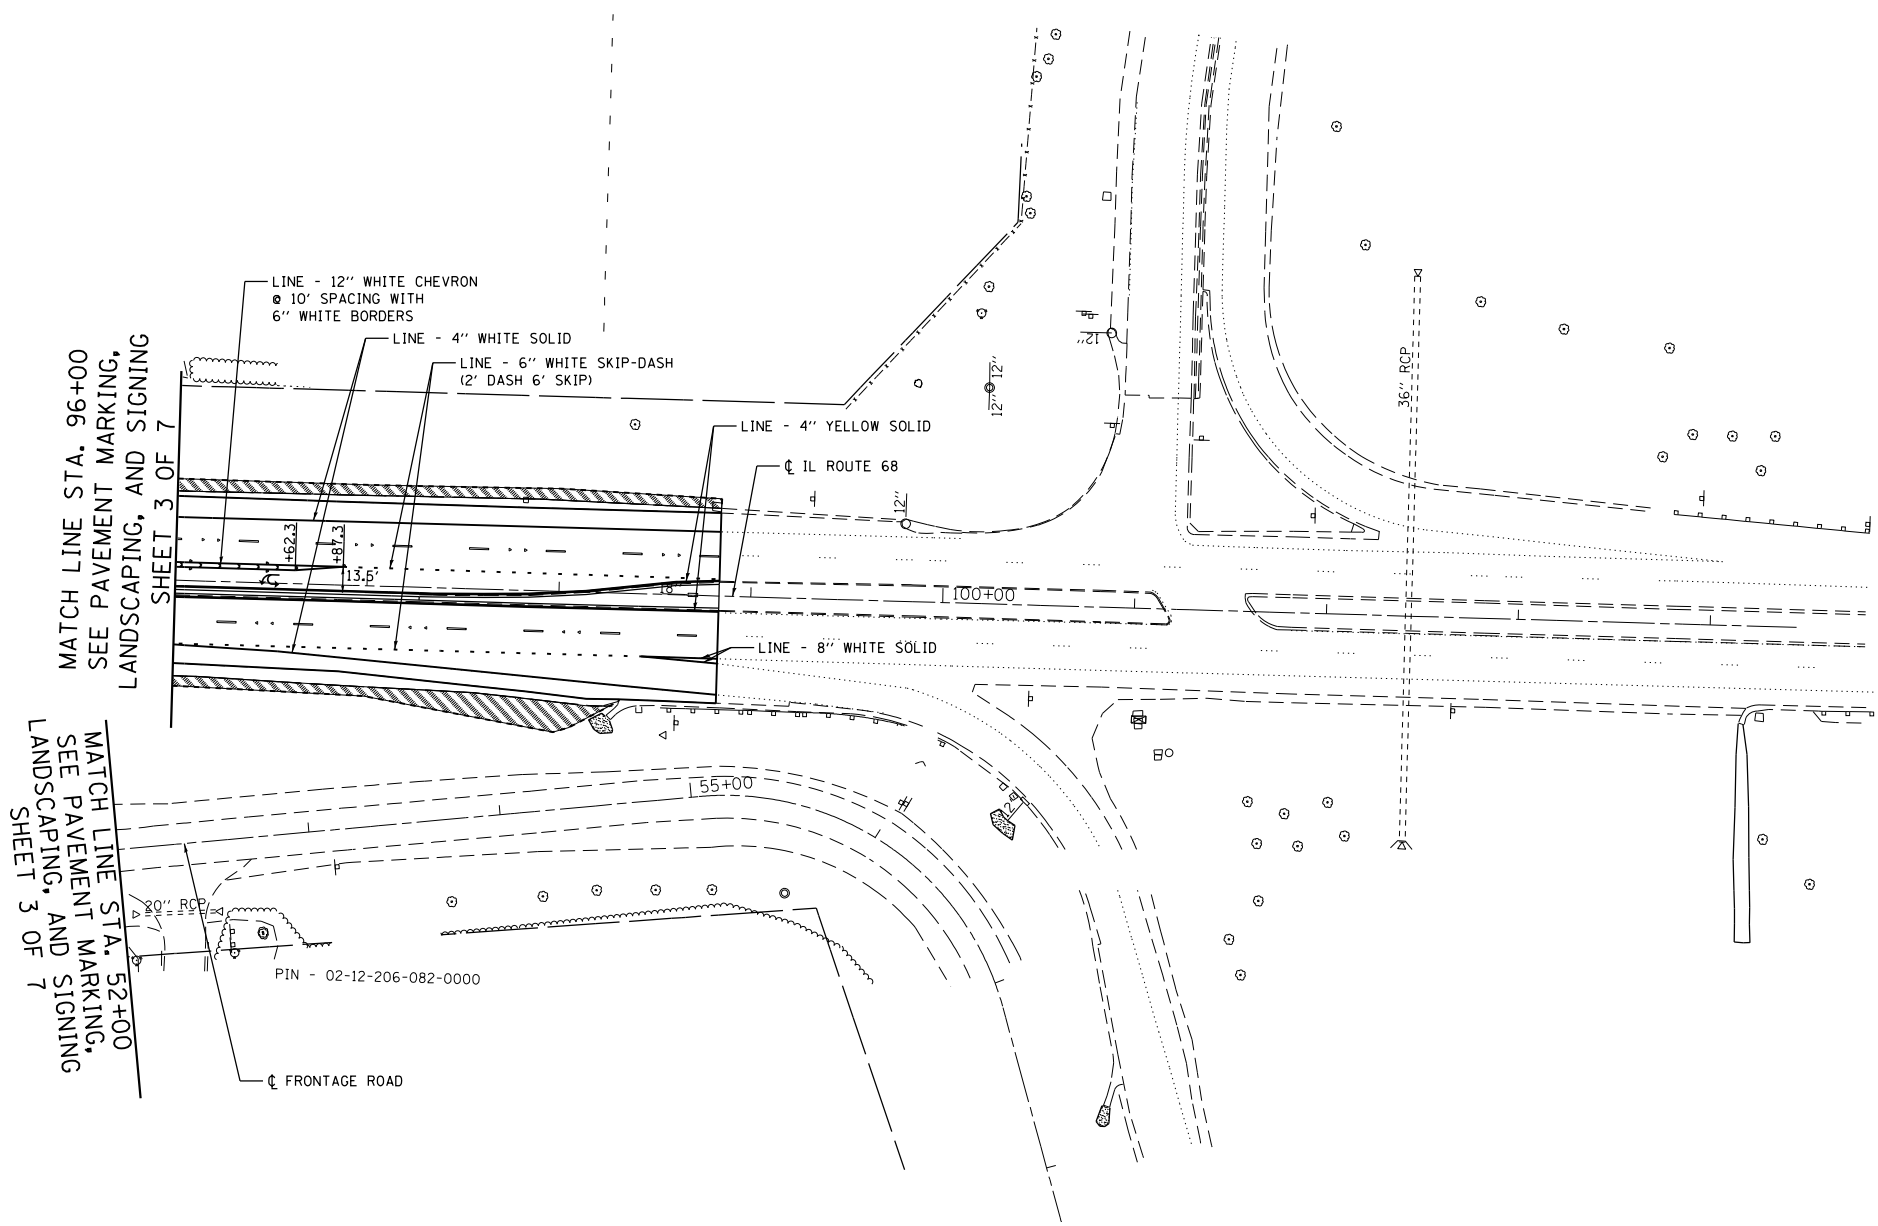 LINE - 12'' WHITE CHEVRON
@ 10' SPACING WITH
6'' WHITE BORDERS
LINE - 4'' WHITE SOLID
LINE - 6'' WHITE SKIP-DASH
(2' DASH 6' SKIP)
LINE - 4'' YELLOW SOLID
℄ IL ROUTE 68
MATCH LINE STA. 96+00
SEE PAVEMENT MARKING,
LANDSCAPING, AND SIGNING
SHEET 3 OF 7
+62.3
+87.3
13.5'
18'
12''
12''
12''
12''
36'' RCP
100+00
LINE - 8'' WHITE SOLID
MATCH LINE STA. 52+00
SEE PAVEMENT MARKING,
LANDSCAPING, AND SIGNING
SHEET 3 OF 7
55+00
20'' RCP
PIN - 02-12-206-082-0000
℄ FRONTAGE ROAD